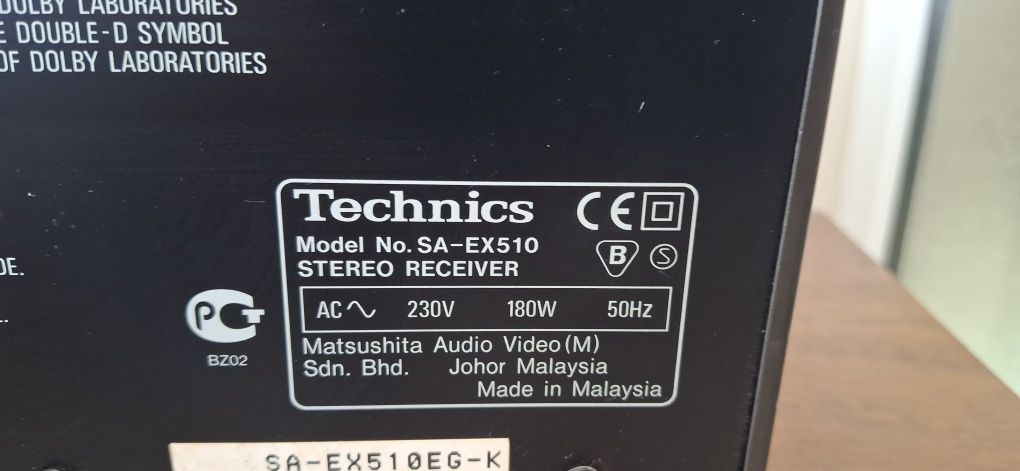 DOLBY LABORATORIES
E DOUBLE-D SYMBOL
OF DOLBY LABORATORIES
DE.
Technics CE
Model No. SA-EX510 B S
STEREO RECEIVER
AC 230V 180W 50Hz
Matsushita Audio Video (M)
Sdn. Bhd. Johor Malaysia
Made in Malaysia
PCT
BZ02
SA-EX510EG-K